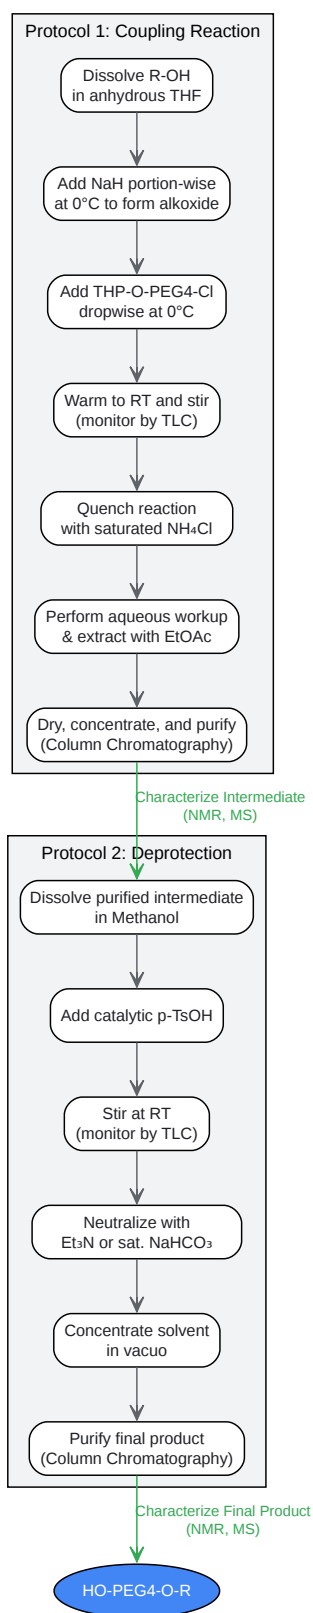 Protocol 1: Coupling Reaction
Dissolve R-OH
in anhydrous THF
Add NaH portion-wise
at 0°C to form alkoxide
Add THP-O-PEG4-Cl
dropwise at 0°C
Warm to RT and stir
(monitor by TLC)
Quench reaction
with saturated NH₄Cl
Perform aqueous workup
& extract with EtOAc
Dry, concentrate, and purify
(Column Chromatography)
Characterize Intermediate
(NMR, MS)
Protocol 2: Deprotection
Dissolve purified intermediate
in Methanol
Add catalytic p-TsOH
Stir at RT
(monitor by TLC)
Neutralize with
Et₃N or sat. NaHCO₃
Concentrate solvent
in vacuo
Purify final product
(Column Chromatography)
Characterize Final Product
(NMR, MS)
HO-PEG4-O-R